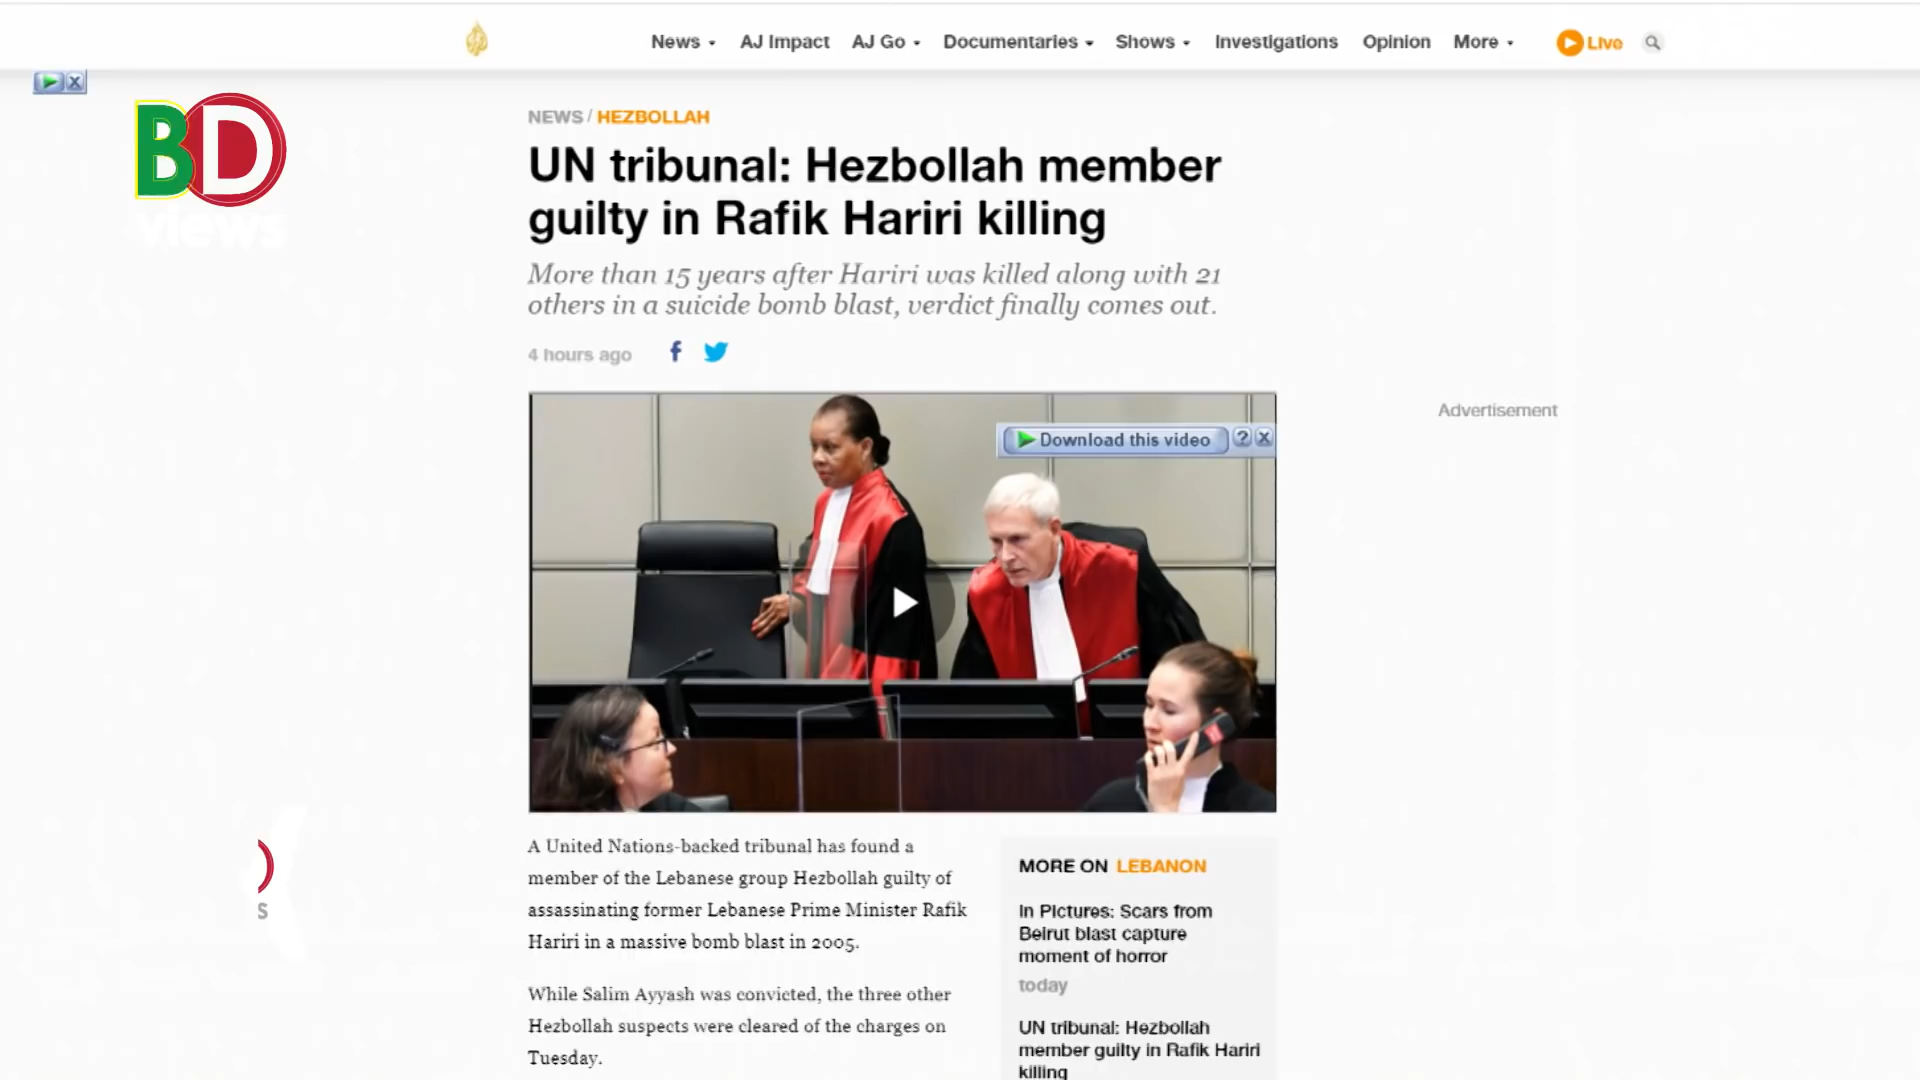 News AJ Impact AJ Go Documentaries Shows Investigations Opinion More Live
BD
views
NEWS / HEZBOLLAH
UN tribunal: Hezbollah member
guilty in Rafik Hariri killing
More than 15 years after Hariri was killed along with 21
others in a suicide bomb blast, verdict finally comes out.
4 hours ago
Advertisement
Download this video ? X
A United Nations-backed tribunal has found a
member of the Lebanese group Hezbollah guilty of
assassinating former Lebanese Prime Minister Rafik
Hariri in a massive bomb blast in 2005.
While Salim Ayyash was convicted, the three other
Hezbollah suspects were cleared of the charges on
Tuesday.
MORE ON LEBANON
In Pictures: Scars from
Beirut blast capture
moment of horror
today
UN tribunal: Hezbollah
member guilty in Rafik Hariri
killing
S